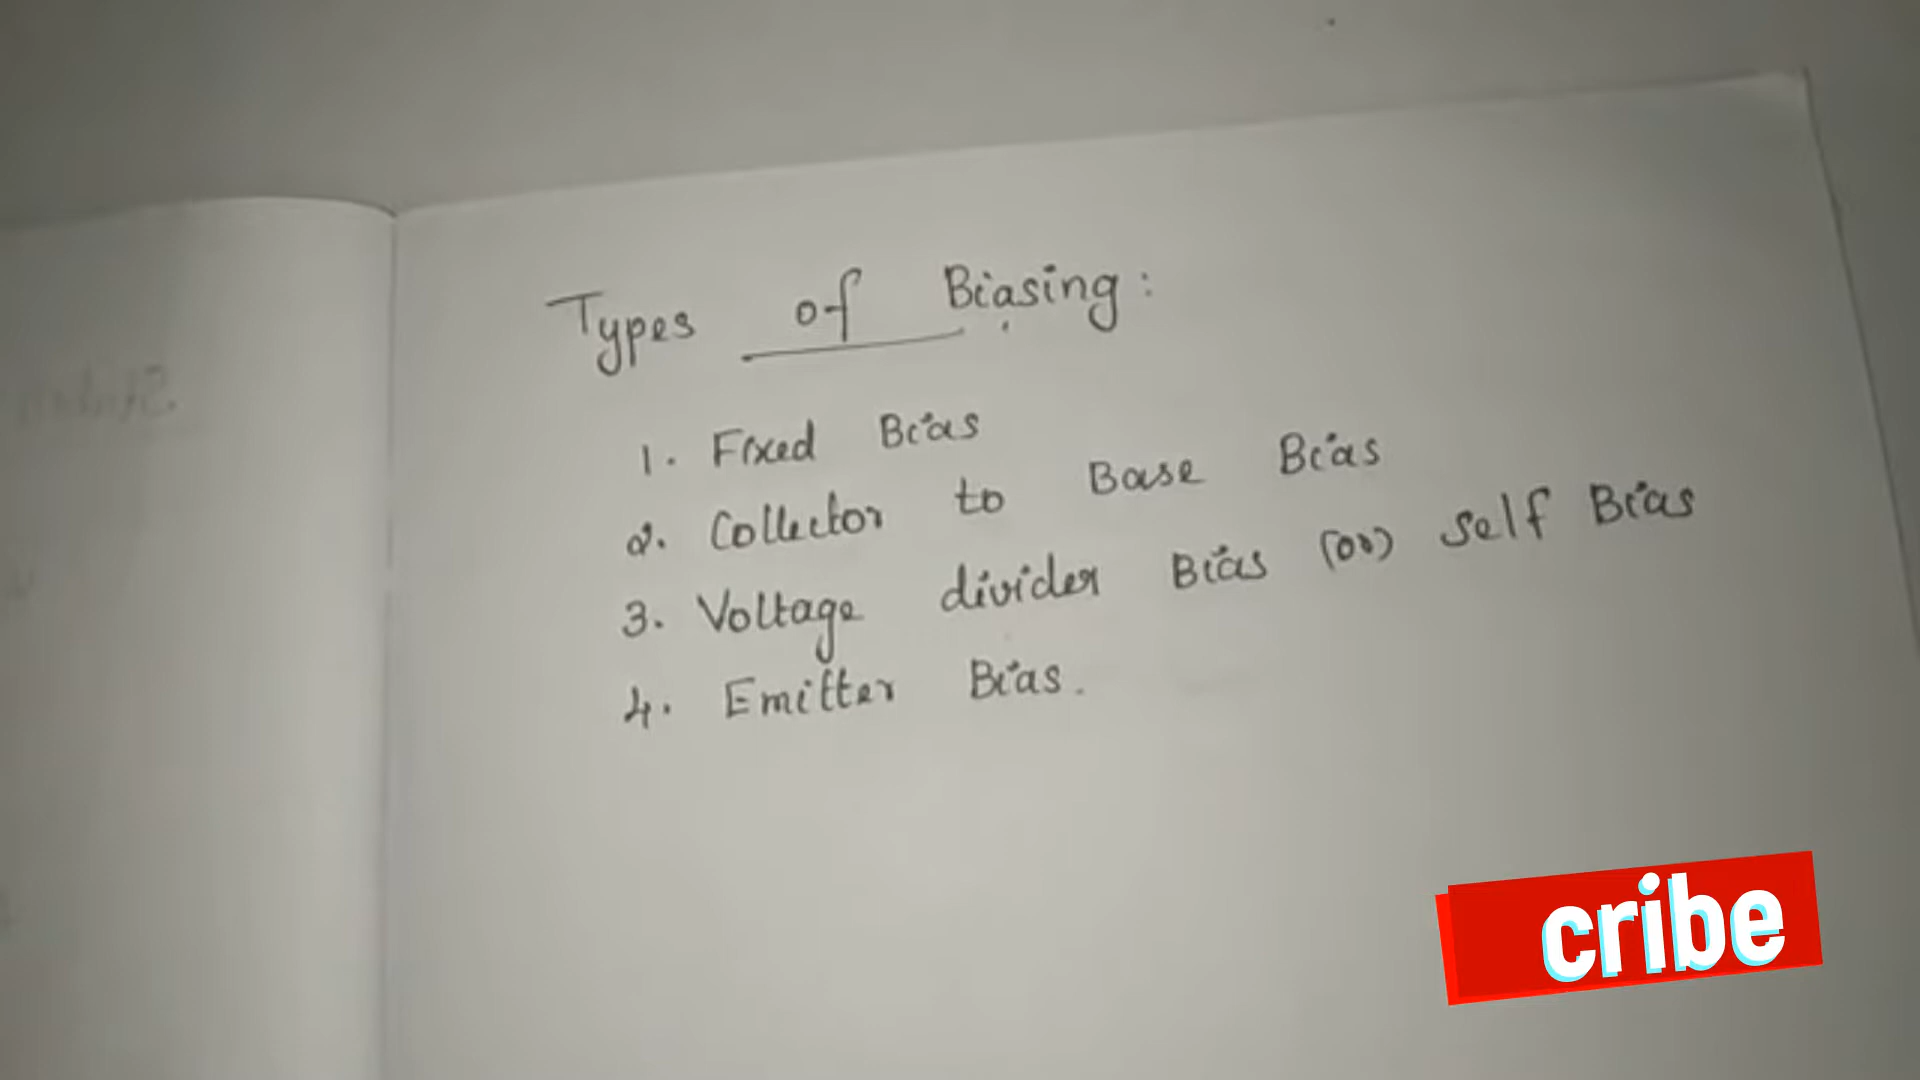 Types of Biasing:
1. Fixed Bias
2. Collector to Base Bias
3. Voltage divider Bias (or) self Bias
4. Emitter Bias.
cribe